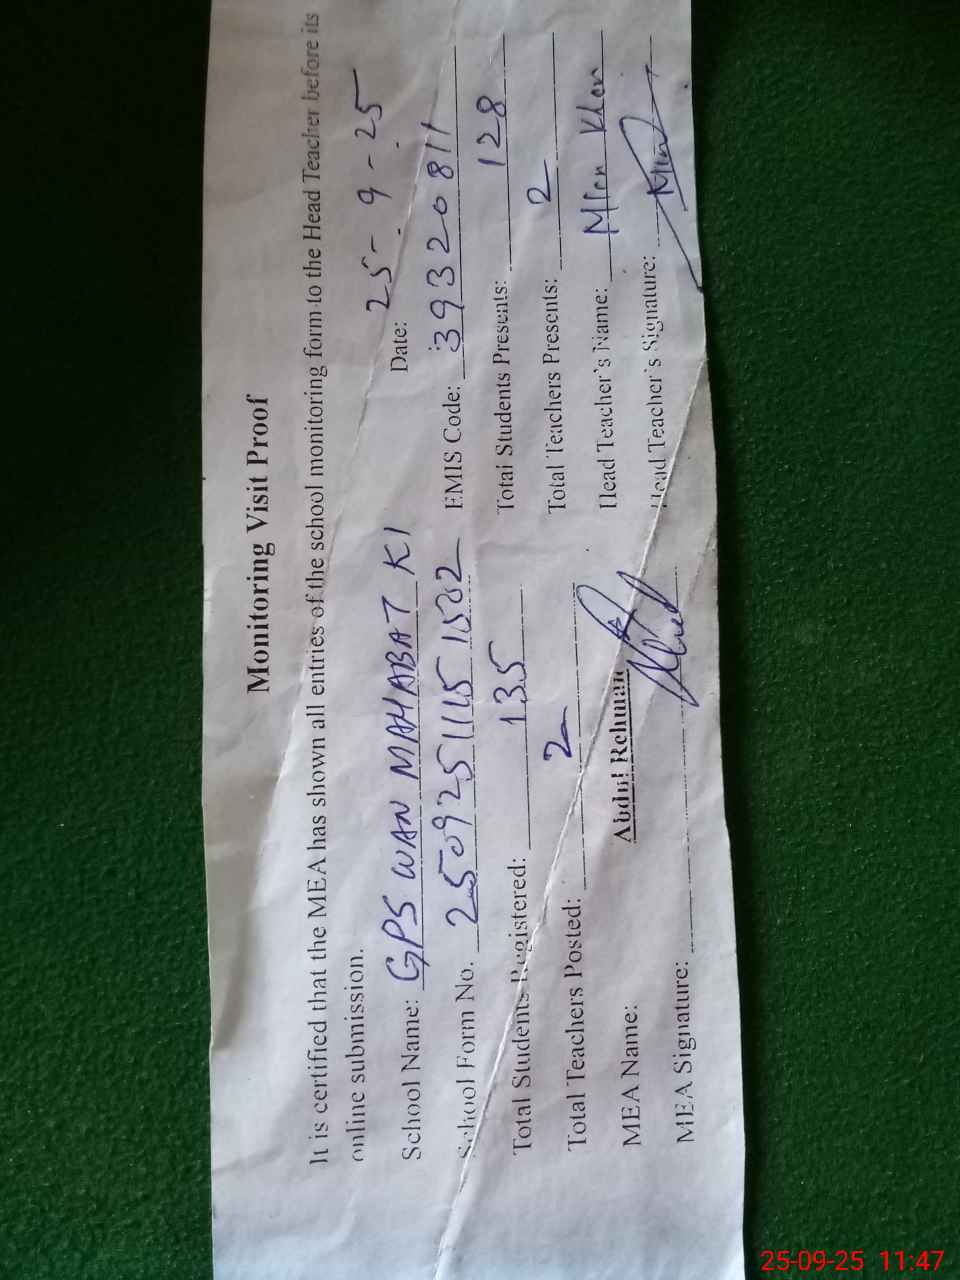 Monitoring Visit Proof
It is certified that the MEA has shown all entries of the school monitoring form to the Head Teacher before its
online submission.
School Name: GPS WAN MAHABAT KI Date: 25-9-25
School Form No. 2509251115 1502 EMIS Code: 39320811
Total Students Registered: 135 Total Students Presents: 128
Total Teachers Posted: 2 Total Teachers Presents: 2
MEA Name: Abdul Rehman Head Teacher`s Name: Khan
MEA Signature: Head Teacher`s Signature:
25-09-25 11:47